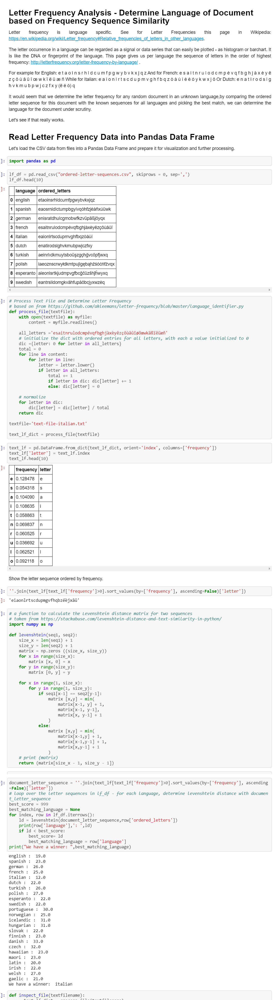 Letter Frequency Analysis - Determine Language of Document
based on Frequency Sequence Similarity
Letter frequency is language specific. See for Letter Frequencies this page in Wikipedia:
https://en.wikipedia.org/wiki/Letter_frequency#Relative_frequencies_of_letters_in_other_languages.
The letter occurrence in a language can be regarded as a signal or data series that can easily be plotted - as histogram or barchart. It
is like the DNA or fingerprint of the language. This page gives us per language the sequence of letters in the order of highest
frequency: http://letterfrequency.org/letter-frequency-by-language/ .
For example for English: e t a o i n s r h l d c u m f p g w y b v k x j q z And for French: e s a i t n r u l o d c m p é v q f b g h j à x è y ê
z ç ô ù â û î œ w k ï ë ü æ ñ While for Italian: e a i o n l r t s c d u p m v g h f b q z ò à ù ì é è ó y k w x j ô Or Dutch: e n a t i r o d s l g
h v k m u b p w j c z f x y (ë é ó) q
It would seem that we determine the letter frequency for any random document in an unknown language,by comparing the ordered
letter sequence for this document with the known sequences for all languages and picking the best match, we can determine the
language for the document under scrutiny.
Let's see if that really works.
Read Letter Frequency Data into Pandas Data Frame
Let's load the CSV data from files into a Pandas Data Frame and prepare it for visualization and further processing.
]: import pandas as pd
]: lf_df = pd.read_csv("ordered-letter-sequences.csv", skiprows = 0, sep=',')
lf_df.head(10)
]: language ordered_letters
0 english etaoinsrhldcumfpgwybvkxjqz
1 spanish eaosrnidlctumpbgyívqóhfzjéáñxúüwk
2 german enisratdhulcgmobwfkzvüpäßjöyqx
3 french esaitnrulodcmpévqfbghjàxèyêzçôùâûî
4 italian eaionlrtscdupmvghfbqzòàùì
5 dutch enatirodslghvkmubpwjczfxy
6 turkish aeinrlıdkmuytsboüşzgçhğvcöpfjwxq
7 polish iaeoznscrwyłdkmtpujlgębąhżśóćńfźvqx
8 esperanto aieonlsrtkjudmpvgfbcĝĉŭzŝhĵĥwyxq
9 swedish eantrslidomgkvähfupåöbcjyxwzéq
]: # Process Text File and Determine Letter Frequency
# based on from https://github.com/akleemans/letter-frequency/blob/master/language_identifier.py
def process_file(textfile):
with open(textfile) as myfile:
content = myfile.readlines()
all_letters ='esaitnrulodcmpévqfbghjàxèyêzçôùâûîøöœwkäßïëüæñ'
# initialize the dict with ordered entries for all letters, with each a value initialized to 0
dic ={letter: 0 for letter in all_letters}
total = 0
for line in content:
for letter in line:
letter = letter.lower()
if letter in all_letters:
total += 1
if letter in dic: dic[letter] += 1
else: dic[letter] = 0
# normalize
for letter in dic:
dic[letter] = dic[letter] / total
return dic
textfile='text-file-italian.txt'
text_lf_dict = process_file(textfile)
]: text_lf = pd.DataFrame.from_dict(text_lf_dict, orient='index', columns=['frequency'])
text_lf['letter'] = text_lf.index
text_lf.head(10)
]: frequency letter
e 0.128478 e
s 0.054318 s
a 0.104090 a
i 0.108635 i
t 0.058863 t
n 0.069837 n
r 0.060525 r
u 0.036692 u
l 0.062521 l
o 0.092118 o
Show the letter sequence ordered by frequency.
]: ''.join(text_lf[text_lf['frequency']>0].sort_values(by=['frequency'], ascending=False)['letter'])
]: 'eiaonlrtscdupmgvfhqbzéèjxâû'
]: # a function to calculate the Levenshtein distance matrix for two sequences
# taken from https://stackabuse.com/levenshtein-distance-and-text-similarity-in-python/
import numpy as np
def levenshtein(seq1, seq2):
size_x = len(seq1) + 1
size_y = len(seq2) + 1
matrix = np.zeros ((size_x, size_y))
for x in range(size_x):
matrix [x, 0] = x
for y in range(size_y):
matrix [0, y] = y
for x in range(1, size_x):
for y in range(1, size_y):
if seq1[x-1] == seq2[y-1]:
matrix [x,y] = min(
matrix[x-1, y] + 1,
matrix[x-1, y-1],
matrix[x, y-1] + 1
)
else:
matrix [x,y] = min(
matrix[x-1,y] + 1,
matrix[x-1,y-1] + 1,
matrix[x,y-1] + 1
)
# print (matrix)
return (matrix[size_x - 1, size_y - 1])
]: document_letter_sequence = ''.join(text_lf[text_lf['frequency']>0].sort_values(by=['frequency'], ascending
=False)['letter'])
# loop over the letter sequences in lf_df - for each language, determine levenshtein distance with documen
t_letter_sequence
best_score = 999
best_matching_language = None
for index, row in lf_df.iterrows():
ld = levenshtein(document_letter_sequence,row['ordered_letters'])
print(row['language'],': ',ld)
if ld < best_score:
best_score= ld
best_matching_language = row['language']
print("We have a winner: ",best_matching_language)
english : 19.0
spanish : 23.0
german : 26.0
french : 25.0
italian : 12.0
dutch : 22.0
turkish : 26.0
polish : 27.0
esperanto : 22.0
swedish : 22.0
portuguese : 30.0
norwegian : 25.0
icelandic : 31.0
hungarian : 31.0
slovak : 22.0
finnish : 23.0
danish : 33.0
czech : 32.0
hawaiian : 23.0
maori : 23.0
latin : 20.0
irish : 22.0
welsh : 27.0
gaelic : 21.0
We have a winner: italian
]: def inspect_file(textfilename):